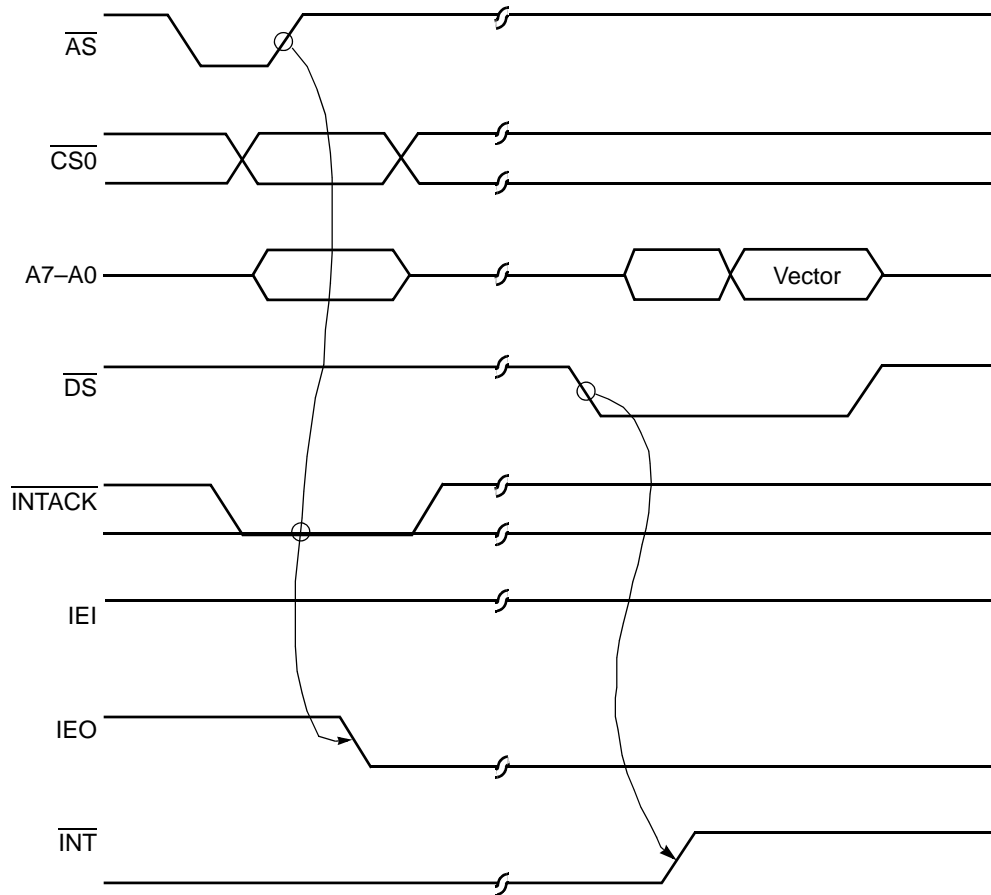 AS
CS0
A7–A0
Vector
DS
INTACK
IEI
IEO
INT